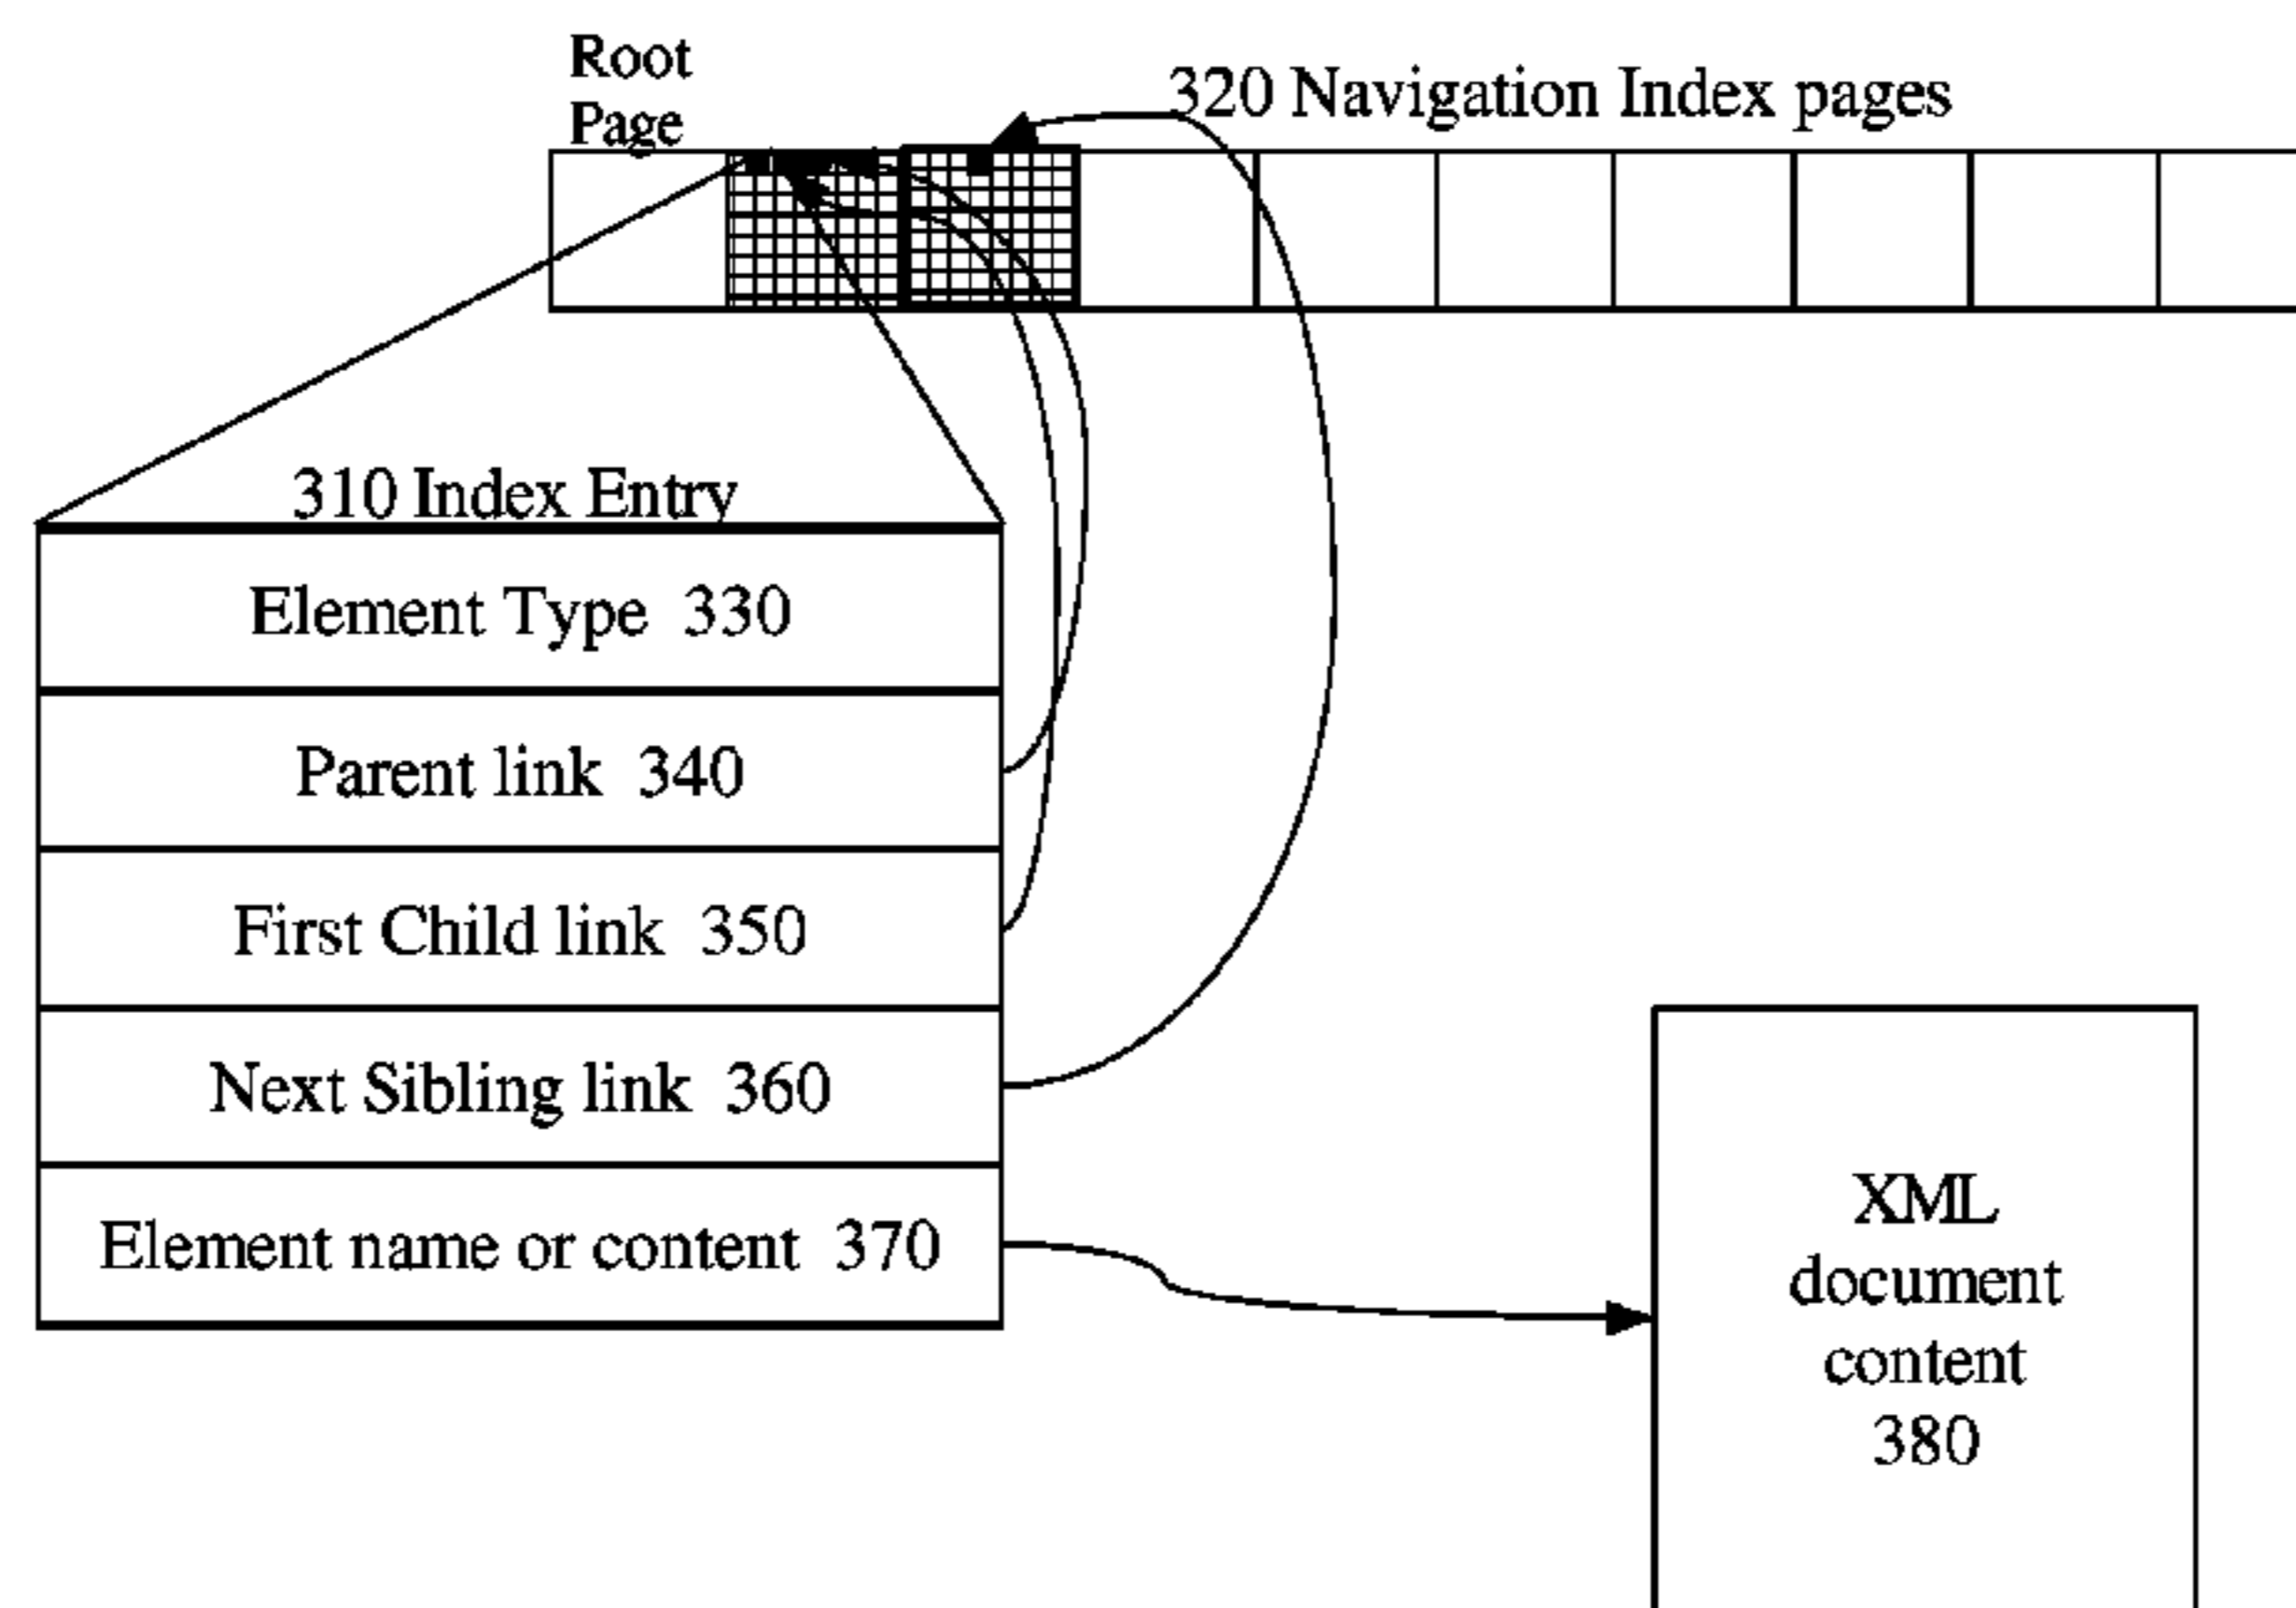 Root
Page
320 Navigation Index pages
310 Index Entry
Element Type 330
Parent link 340
First Child link 350
Next Sibling link 360
Element name or content 370
XML
document
content
380